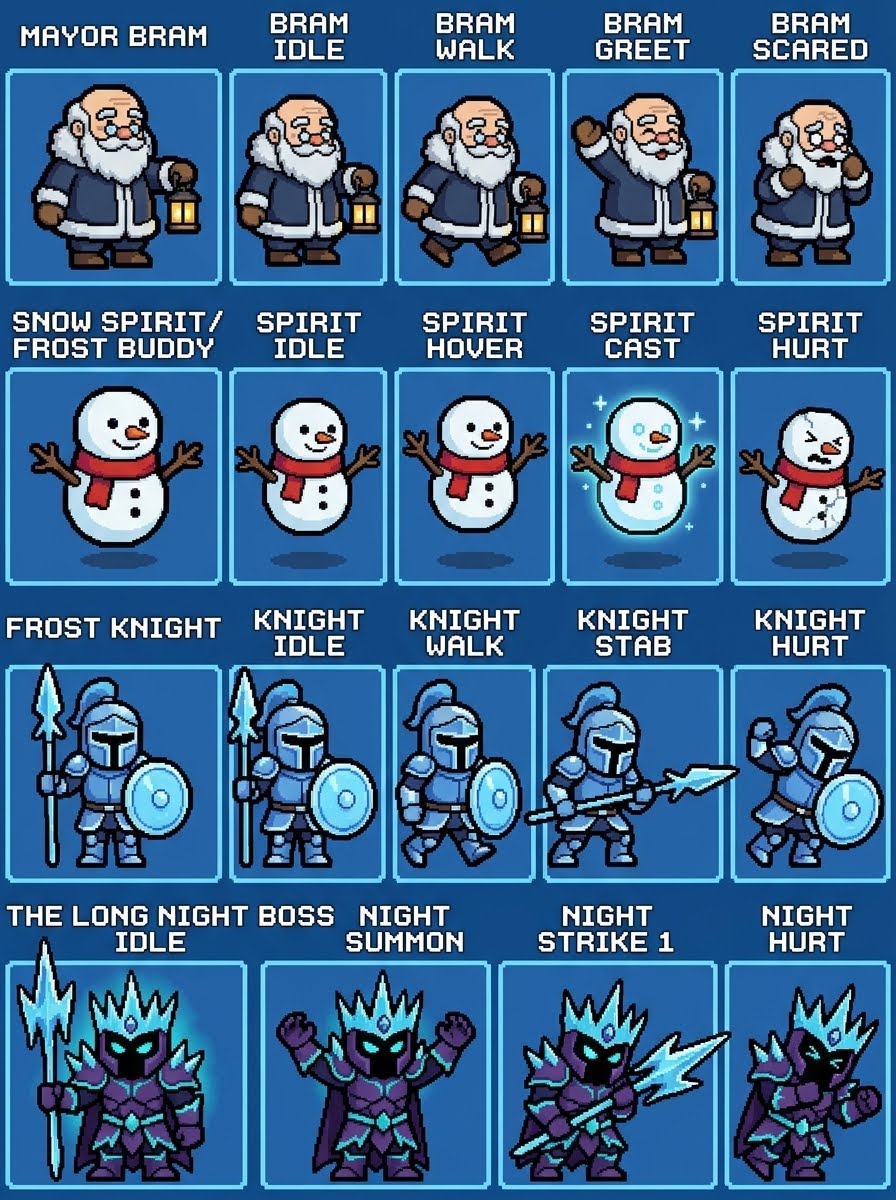 MAYOR BRAM
BRAM
IDLE
BRAM
WALK
BRAM
GREET
BRAM
SCARED
SNOW SPIRIT/
FROST BUDDY
SPIRIT
IDLE
SPIRIT
HOVER
SPIRIT
CAST
SPIRIT
HURT
FROST KNIGHT
KNIGHT
IDLE
KNIGHT
WALK
KNIGHT
STAB
KNIGHT
HURT
THE LONG NIGHT BOSS
IDLE
NIGHT
SUMMON
NIGHT
STRIKE 1
NIGHT
HURT